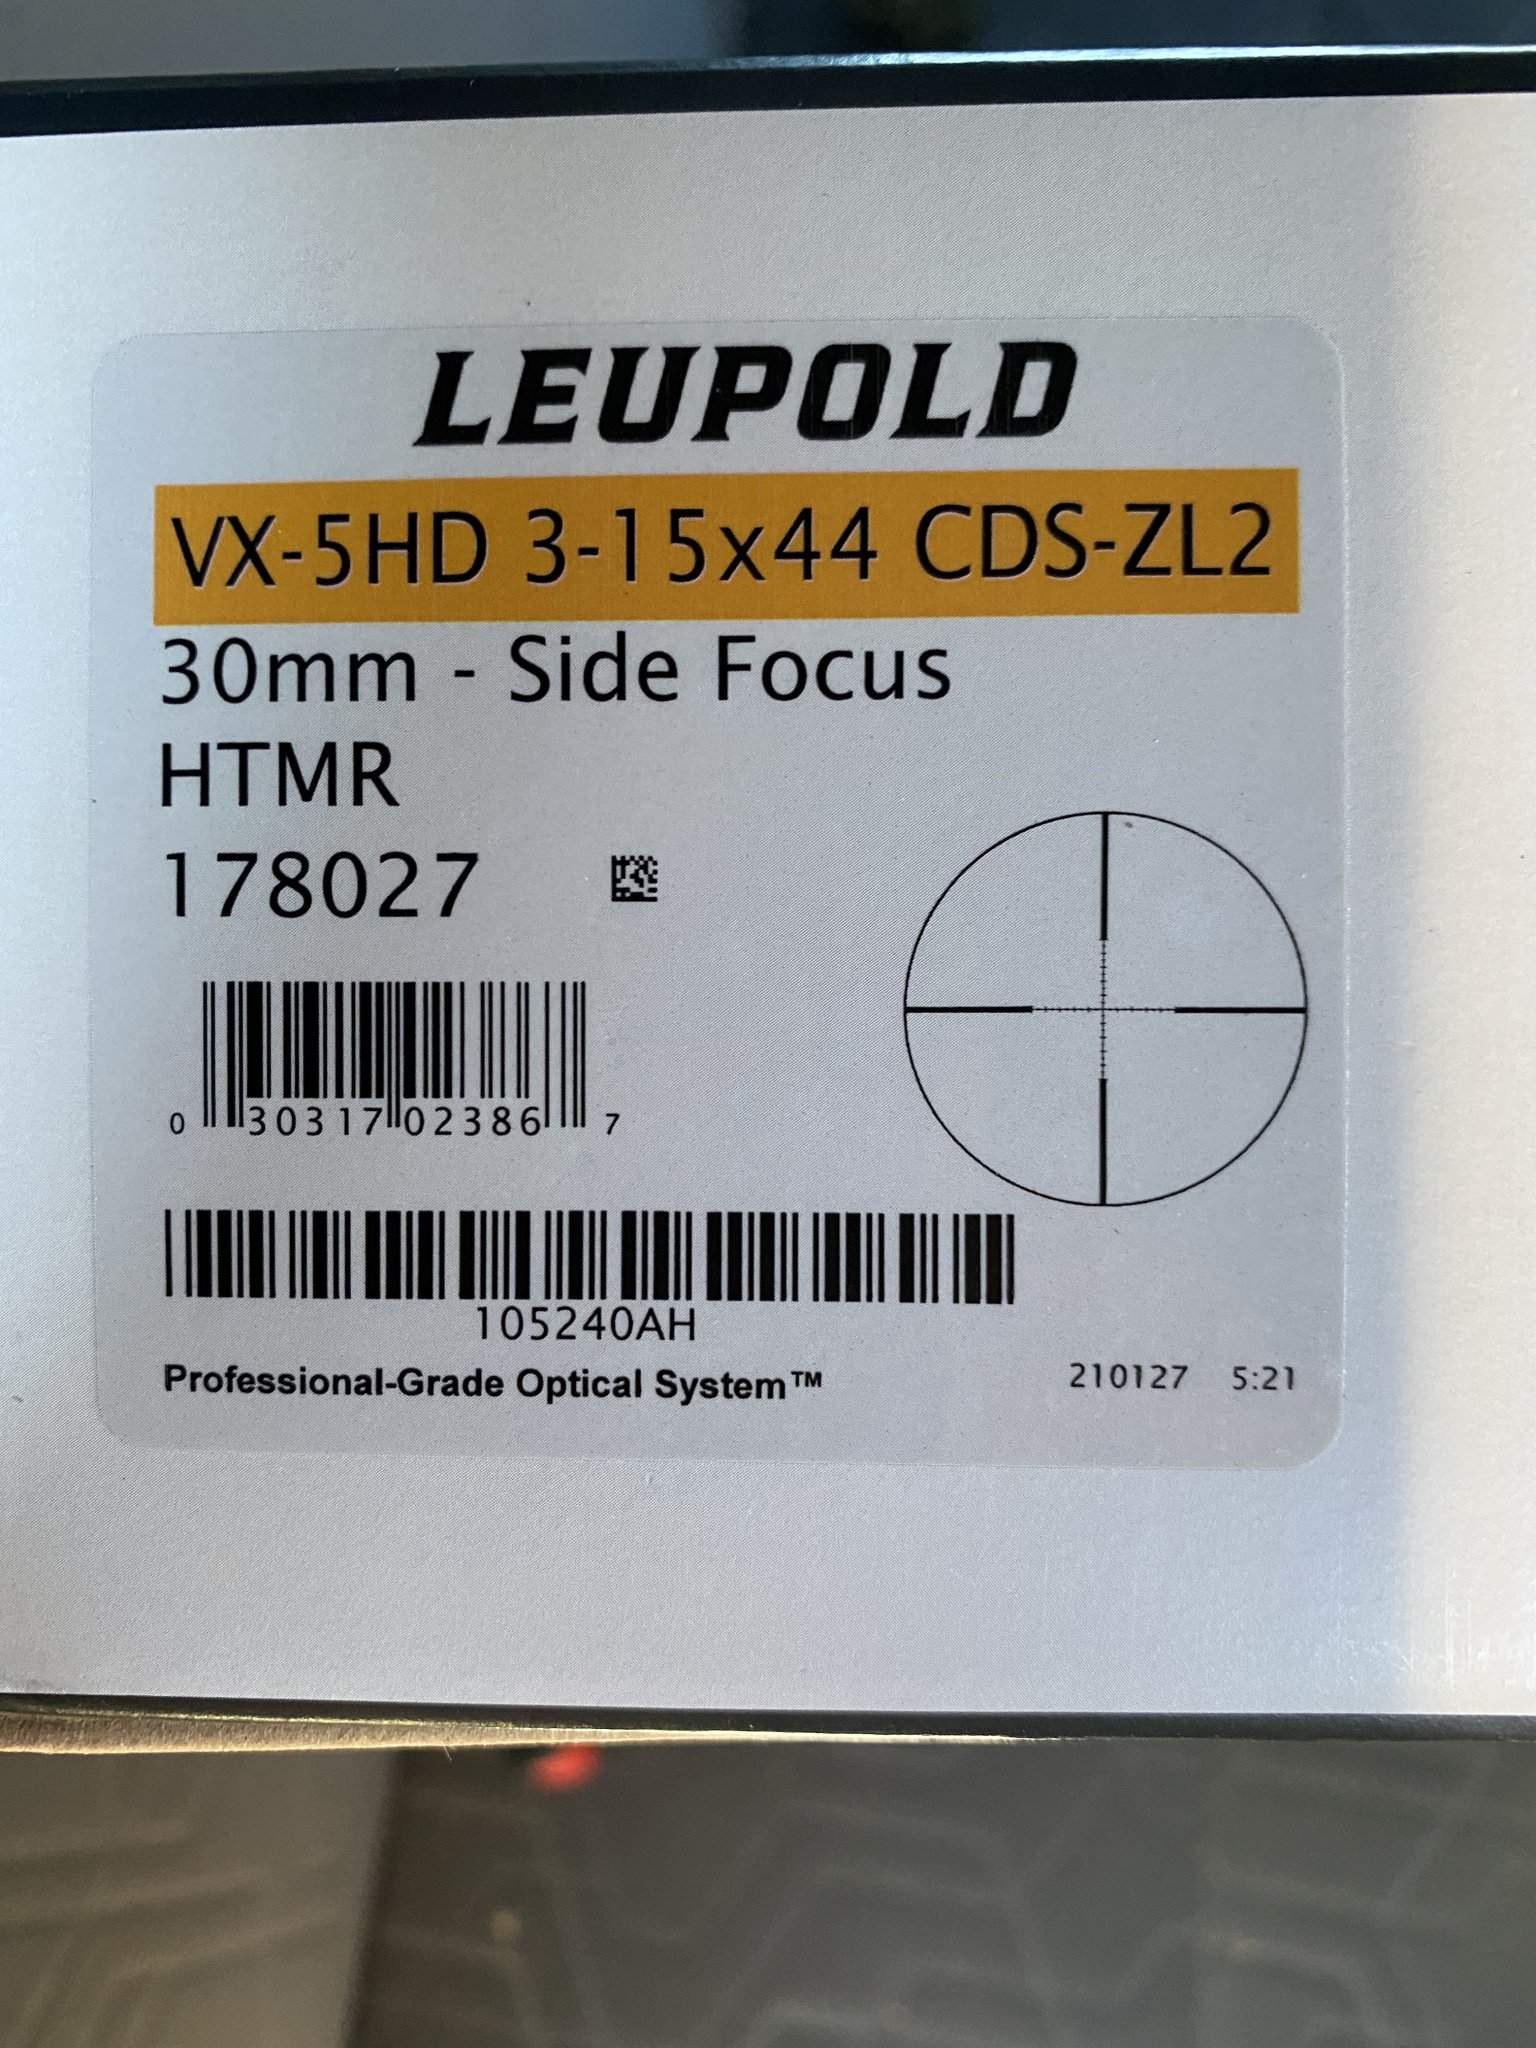 LEUPOLD
VX-5HD 3-15x44 CDS-ZL2
30mm - Side Focus
HTMR
178027
0 30317 02386 7
105240AH
Professional-Grade Optical System™ 210127 5:21